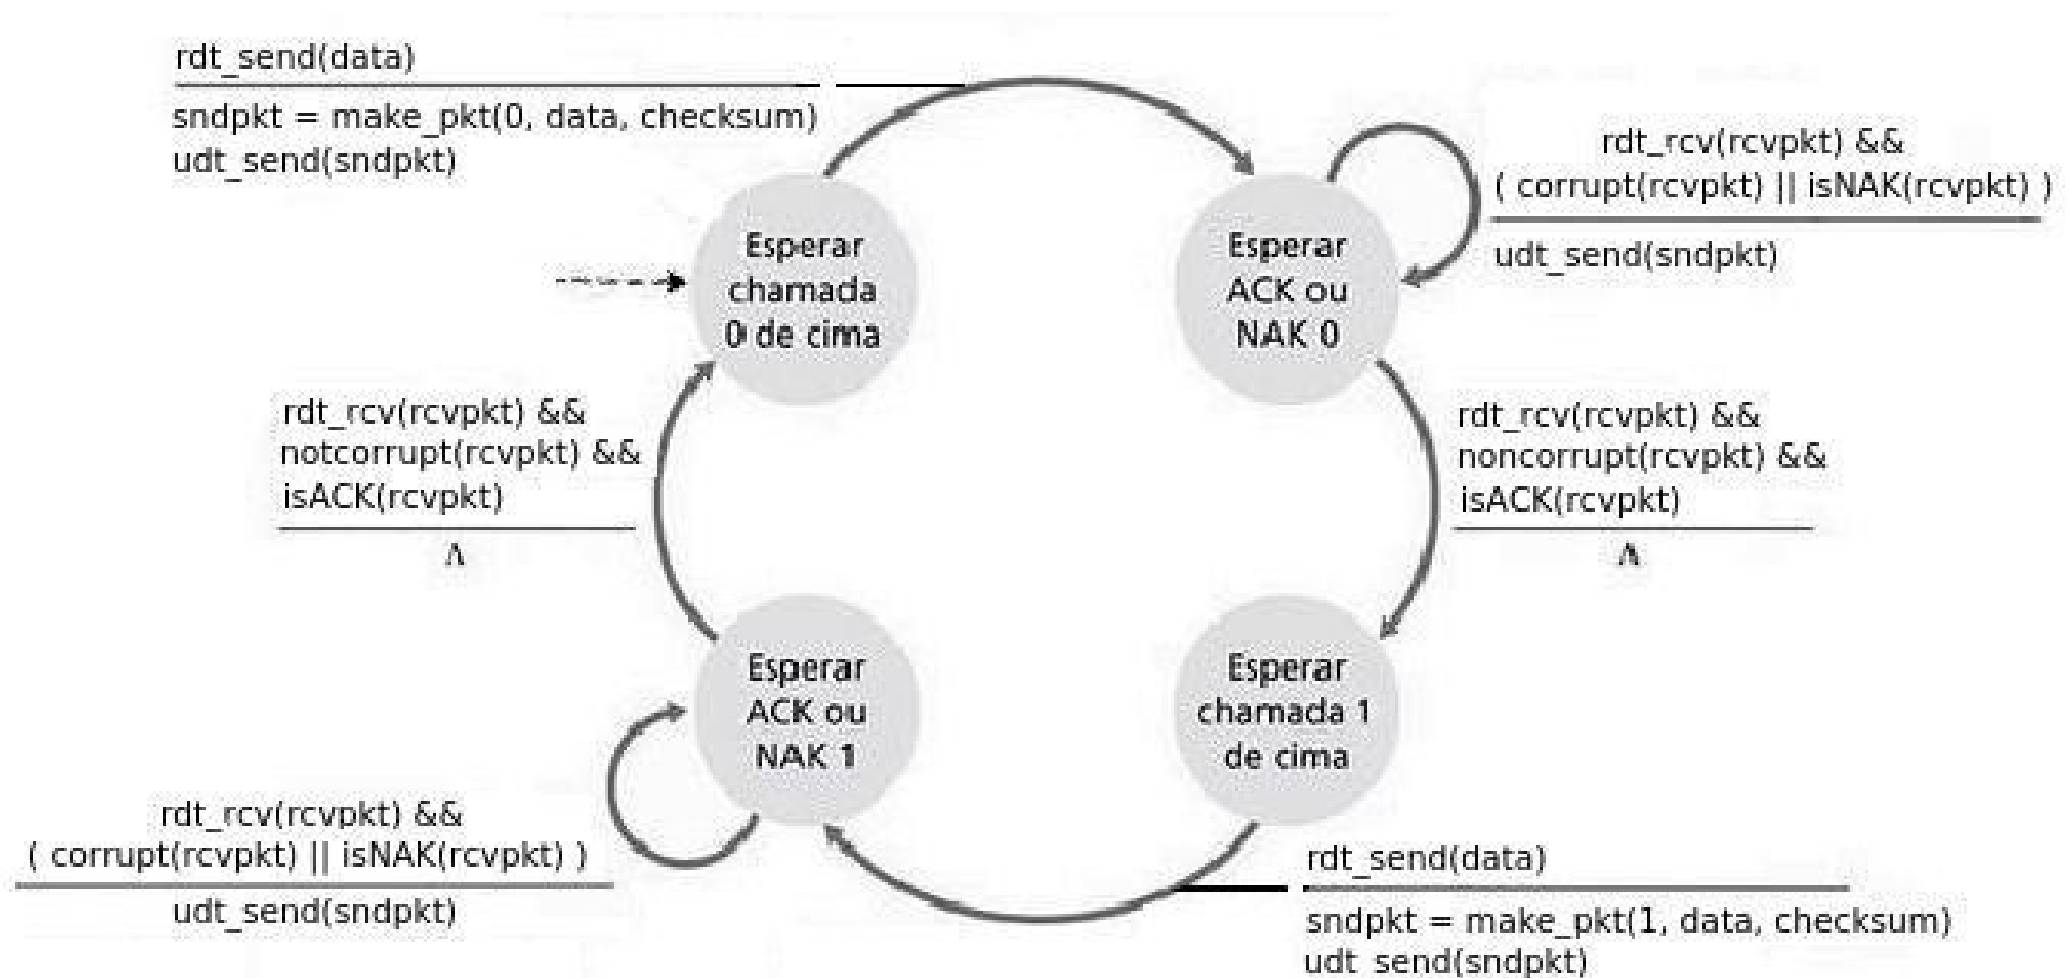 rdt_send(data)
sndpkt = make_pkt(0, data, checksum)
udt_send(sndpkt)
Esperar
chamada
0 de cima
Esperar
ACK ou
NAK 0
rdt_rcv(rcvpkt) &&
( corrupt(rcvpkt) || isNAK(rcvpkt) )
udt_send(sndpkt)
rdt_rcv(rcvpkt) &&
notcorrupt(rcvpkt) &&
isACK(rcvpkt)
Λ
rdt_rcv(rcvpkt) &&
noncorrupt(rcvpkt) &&
isACK(rcvpkt)
Λ
Esperar
ACK ou
NAK 1
Esperar
chamada 1
de cima
rdt_rcv(rcvpkt) &&
( corrupt(rcvpkt) || isNAK(rcvpkt) )
udt_send(sndpkt)
rdt_send(data)
sndpkt = make_pkt(1, data, checksum)
udt_send(sndpkt)